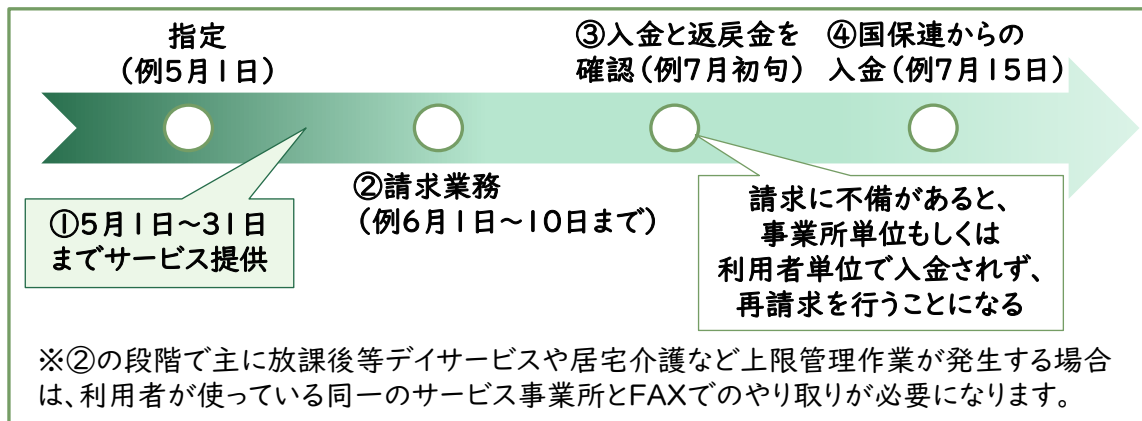 指定
（例5月1日）
③入金と返戻金を
確認（例7月初旬）
④国保連からの
入金（例7月15日）
①5月1日～31日
までサービス提供
②請求業務
（例6月1日～10日まで）
請求に不備があると、
事業所単位もしくは
利用者単位で入金されず、
再請求を行うことになる
※②の段階で主に放課後等デイサービスや居宅介護など上限管理作業が発生する場合
は、利用者が使っている同一のサービス事業所とFAXでのやり取りが必要になります。